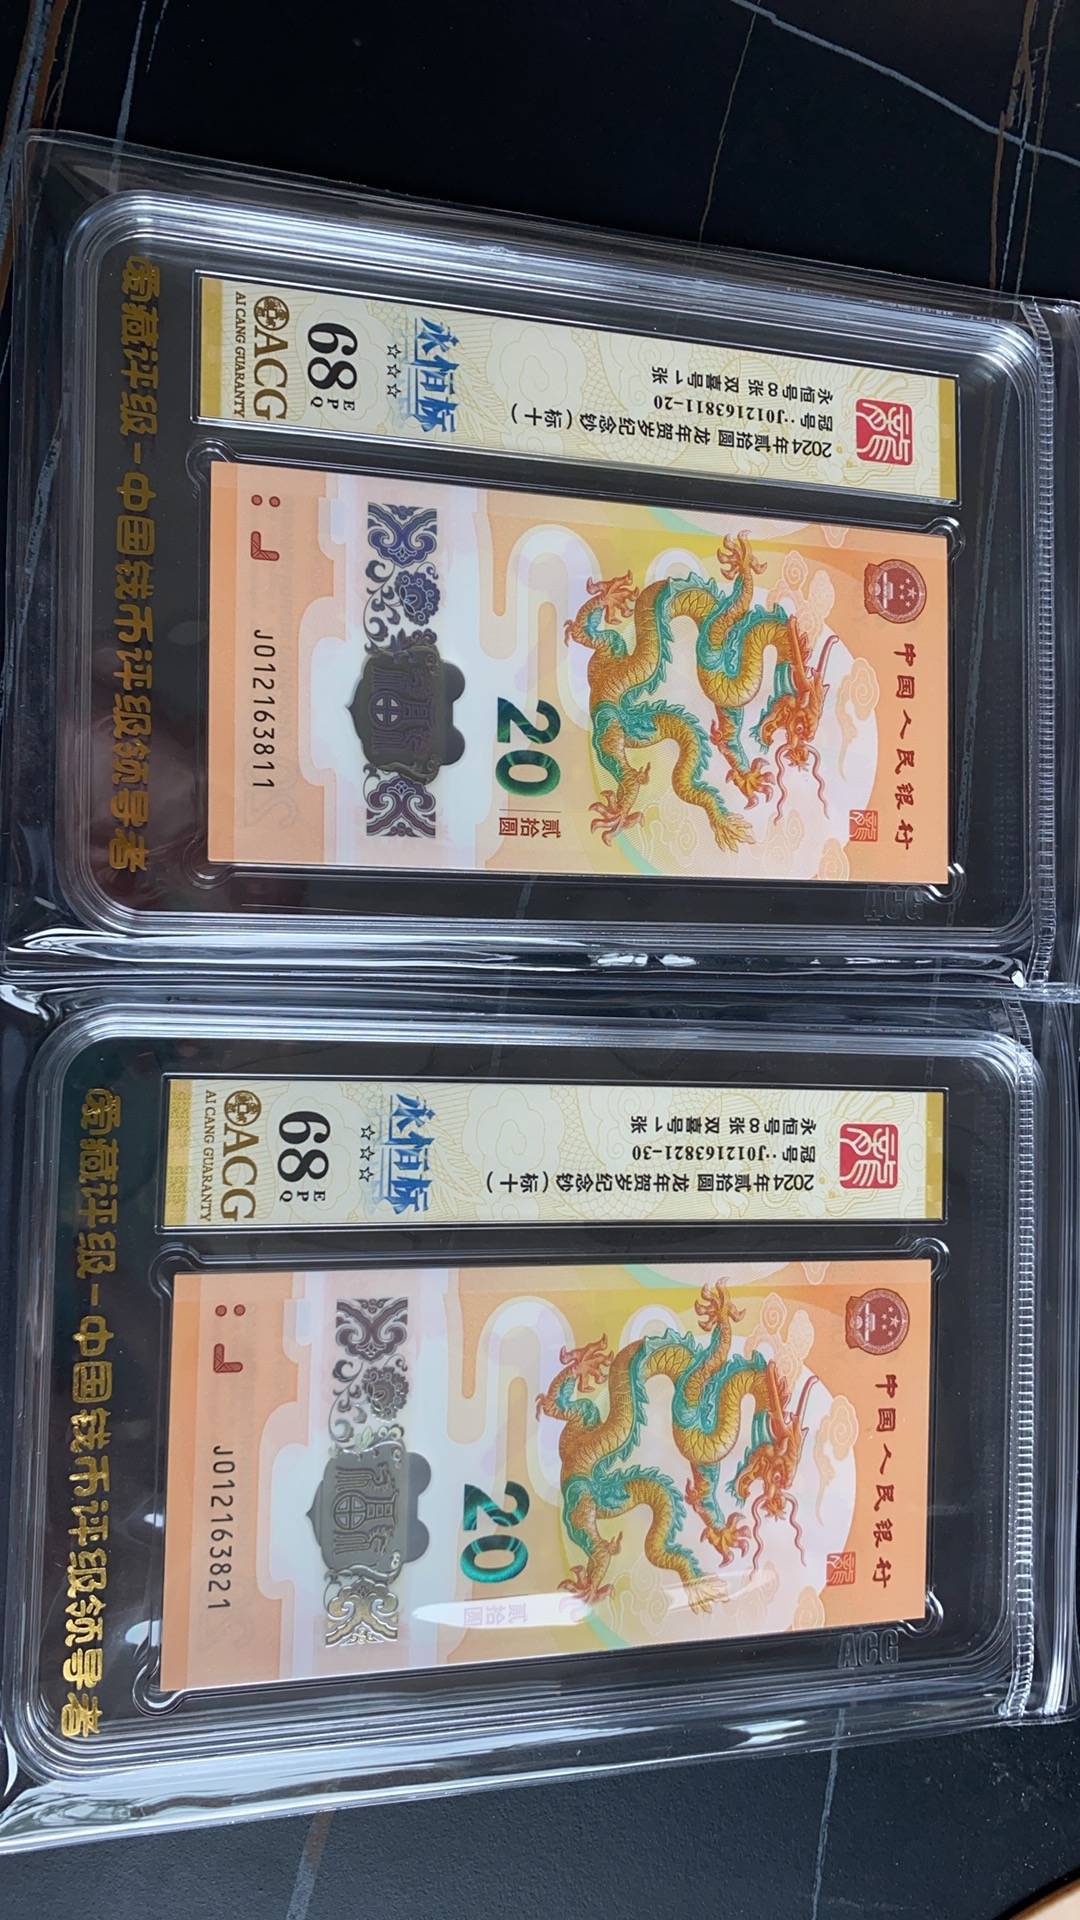 2024年贰拾圆 龙年贺岁纪念钞（标十）
冠号：J012163811-20
永恒号8张 双喜号1张
永恒标
☆☆☆
68 EPQ
ACG
AI CANG GUARANTY
中国人民银行
20
贰拾圆
J012163811
ACG
爱藏评级－中国钱币评级领导者
2024年贰拾圆 龙年贺岁纪念钞（标十）
冠号：J012163821-30
永恒号8张 双喜号1张
永恒标
☆☆☆
68 EPQ
ACG
AI CANG GUARANTY
中国人民银行
20
贰拾圆
J012163821
ACG
爱藏评级－中国钱币评级领导者